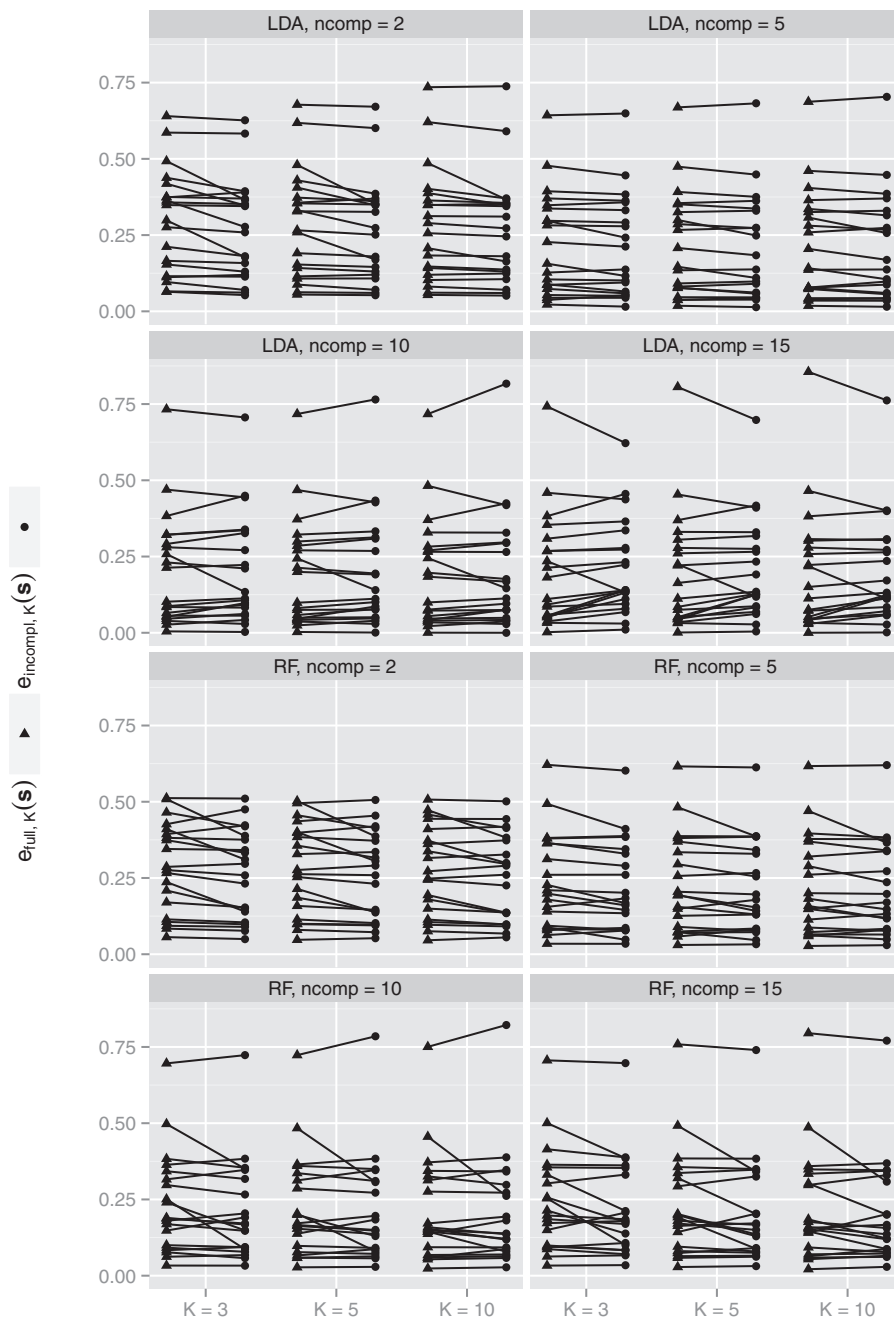 e_full, K(s) ▲ e_incompl, K(s) ●
LDA, ncomp = 2
LDA, ncomp = 5
0.75
0.50
0.25
0.00
LDA, ncomp = 10
LDA, ncomp = 15
0.75
0.50
0.25
0.00
RF, ncomp = 2
RF, ncomp = 5
0.75
0.50
0.25
0.00
RF, ncomp = 10
RF, ncomp = 15
0.75
0.50
0.25
0.00
K = 3 K = 5 K = 10
K = 3 K = 5 K = 10